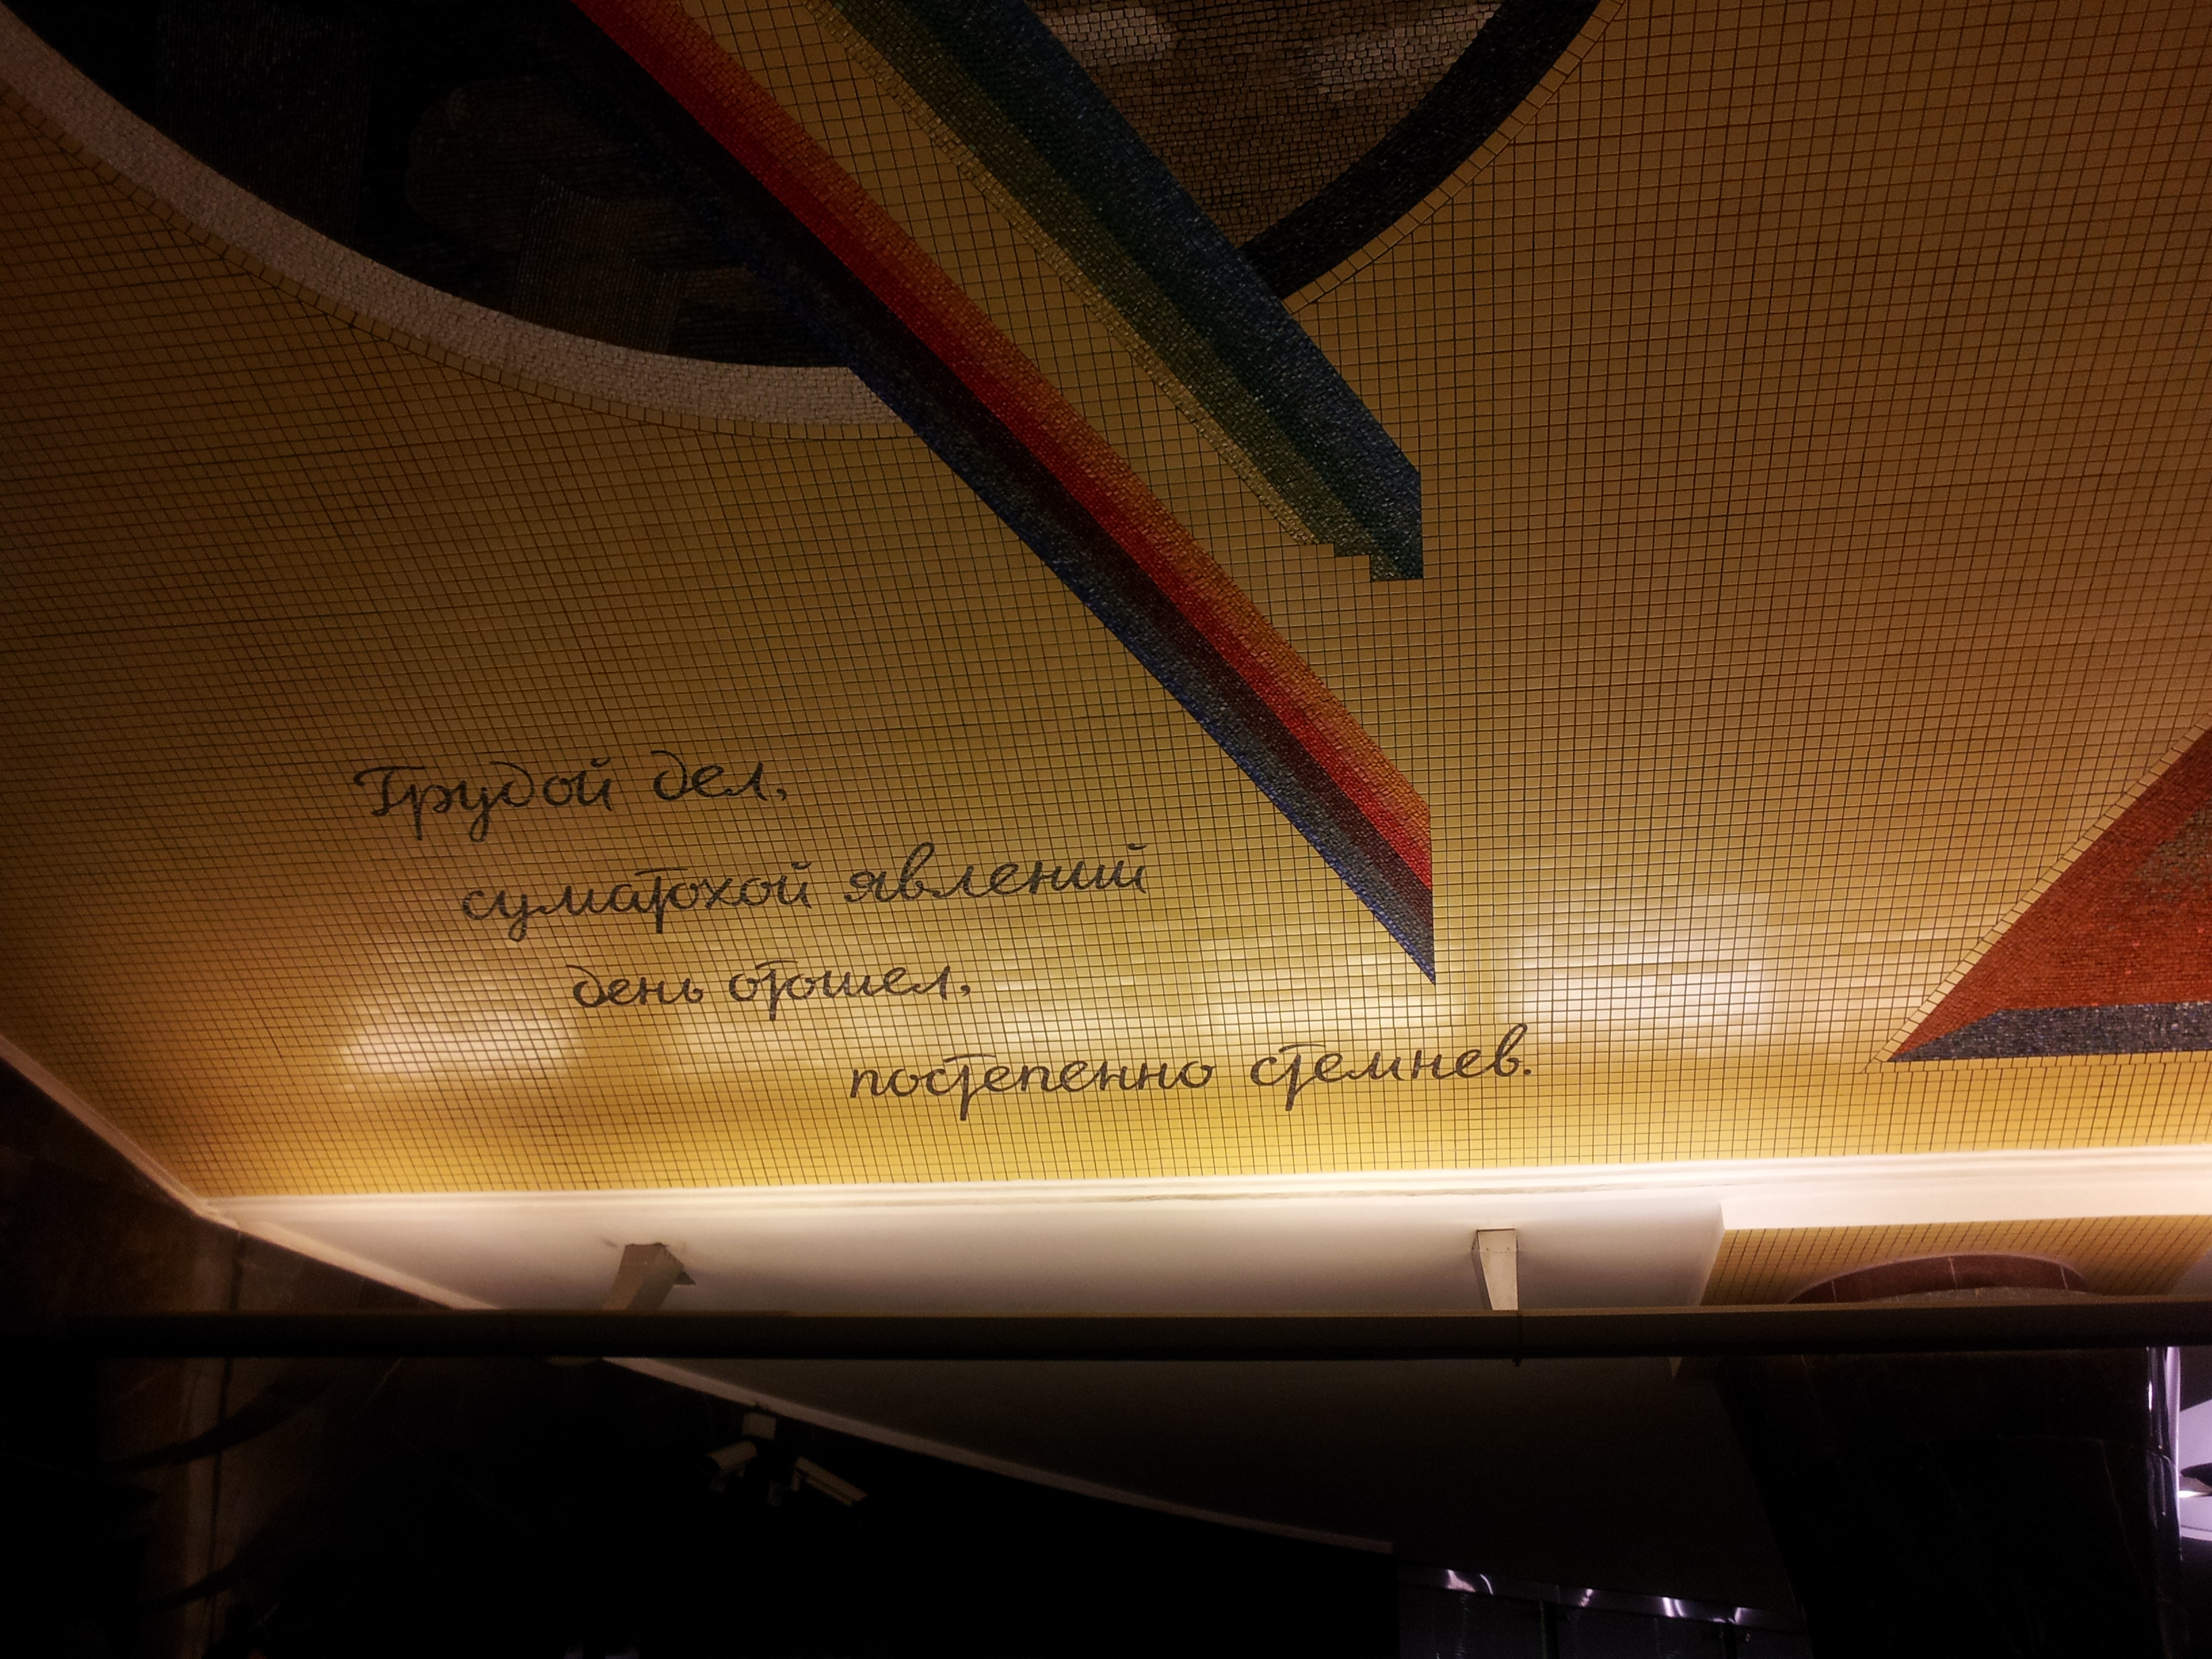 Грудой дел,
суматохой явлений
день отошел,
постепенно стемнев.